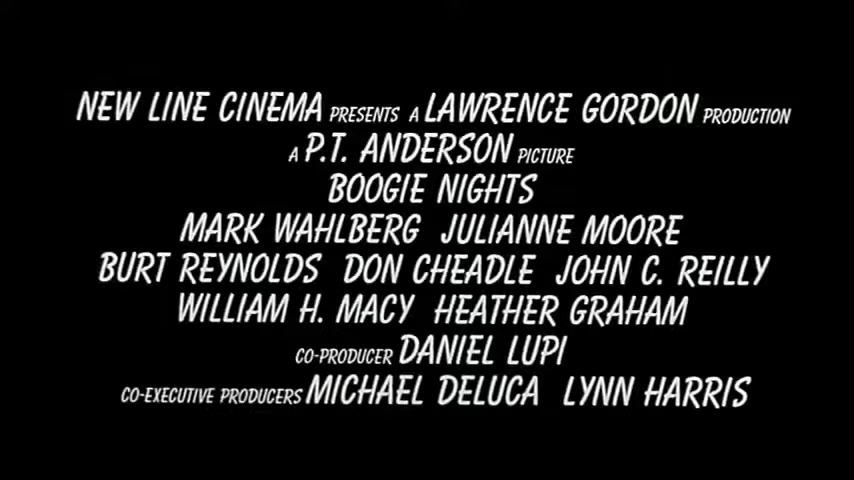 NEW LINE CINEMA PRESENTS A LAWRENCE GORDON PRODUCTION
A P.T. ANDERSON PICTURE
BOOGIE NIGHTS
MARK WAHLBERG JULIANNE MOORE
BURT REYNOLDS DON CHEADLE JOHN C. REILLY
WILLIAM H. MACY HEATHER GRAHAM
CO-PRODUCER DANIEL LUPI
CO-EXECUTIVE PRODUCERS MICHAEL DELUCA LYNN HARRIS